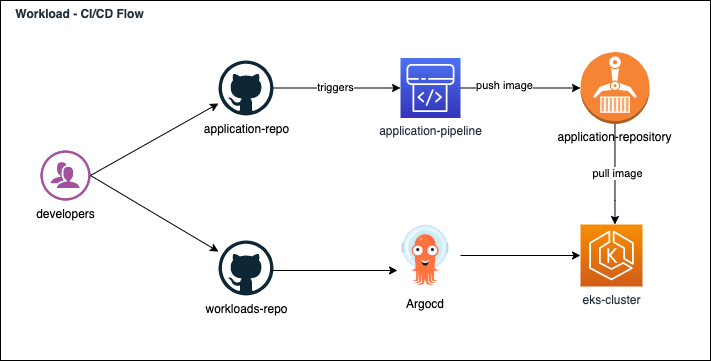 Workload - CI/CD Flow
triggers
push image
application-repo
application-pipeline
application-repository
pull image
developers
workloads-repo
Argocd
K
eks-cluster